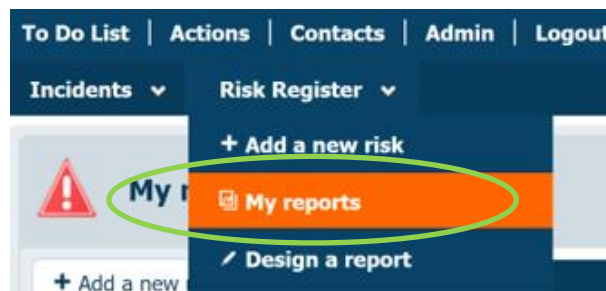 To Do List | Actions | Contacts | Admin | Logout
Incidents Risk Register
+ Add a new risk
My
My reports
Design a report
+ Add a new